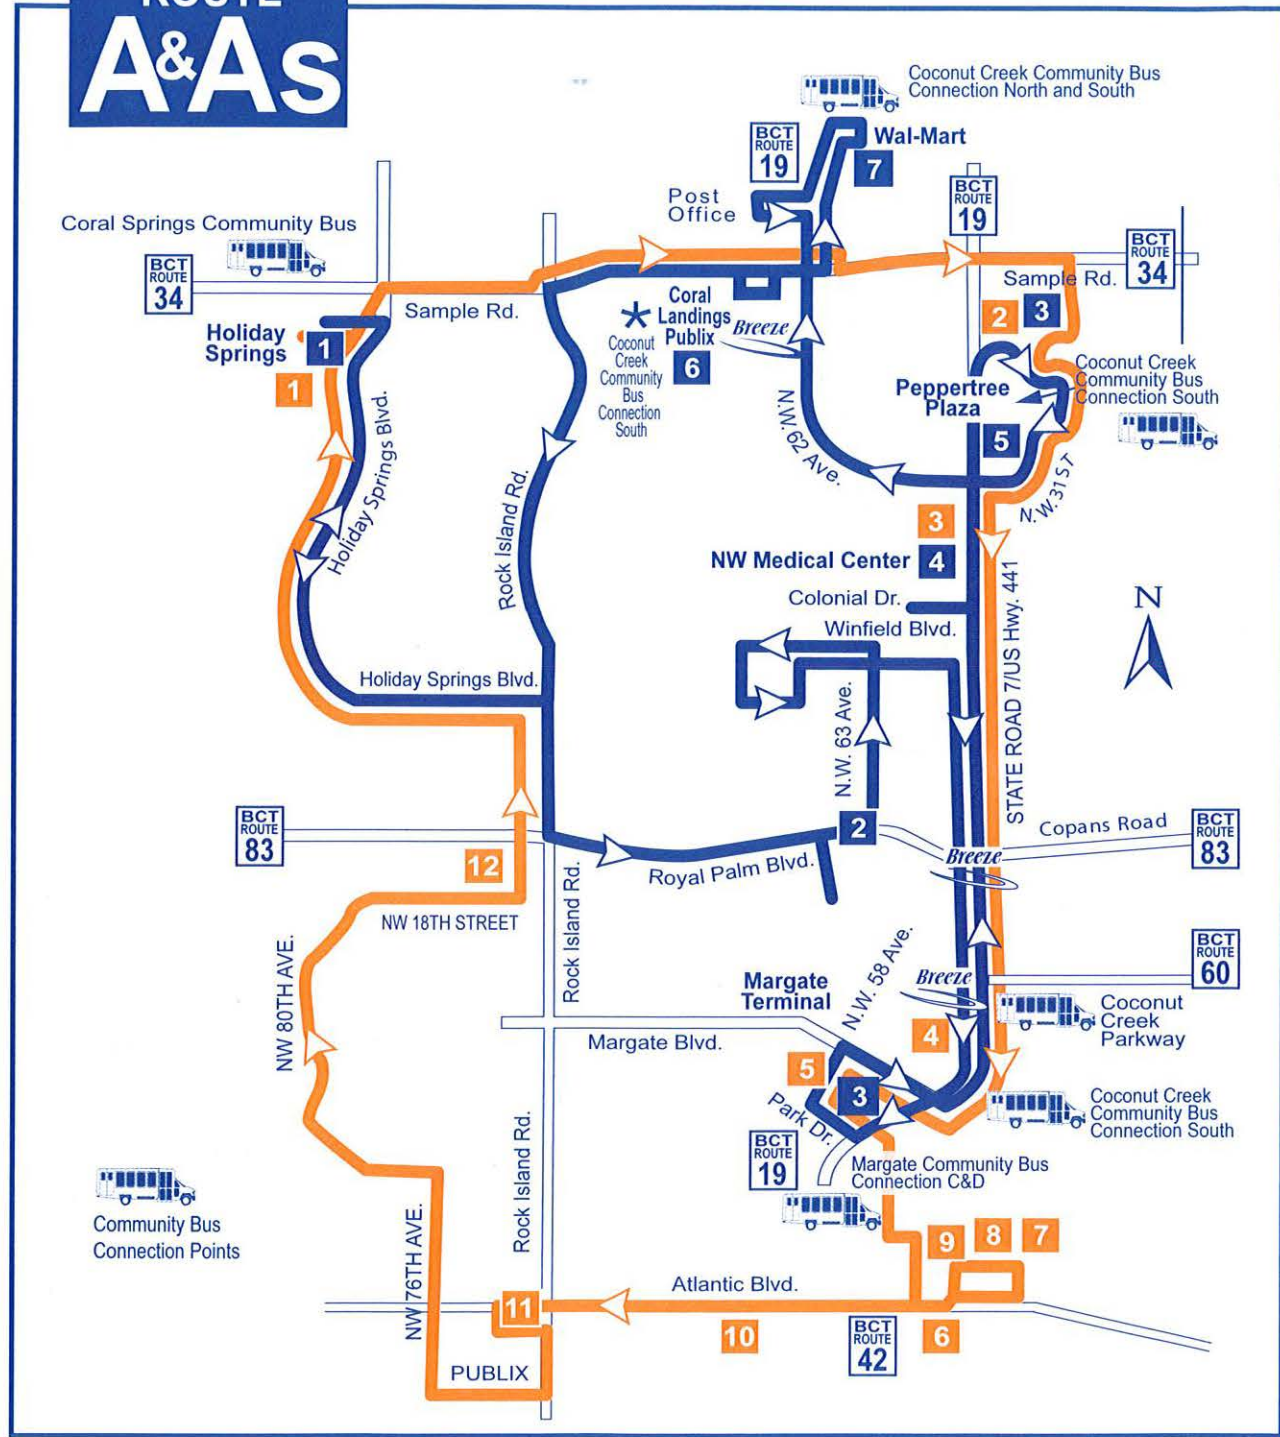 ROUTE
A&As
Coconut Creek Community Bus
Connection North and South
BCT
ROUTE
19
Wal-Mart
7
Post
Office
BCT
ROUTE
19
Coral Springs Community Bus
BCT
ROUTE
34
BCT
ROUTE
34
Sample Rd.
Sample Rd.
Holiday
Springs
1
1
Coral
Landings
Publix
6
Breeze
Coconut
Creek
Community
Bus
Connection
South
2
3
Coconut Creek
Community Bus
Connection South
Peppertree
Plaza
5
N.W. 62 Ave.
N.W. 31 ST
Holiday Springs Blvd.
Rock Island Rd.
3
NW Medical Center
4
Colonial Dr.
Winfield Blvd.
N
STATE ROAD 7/US Hwy. 441
Holiday Springs Blvd.
N.W. 63 Ave.
BCT
ROUTE
83
2
Copans Road
BCT
ROUTE
83
Breeze
12
Royal Palm Blvd.
NW 18TH STREET
Rock Island Rd.
NW 80TH AVE.
N.W. 58 Ave.
BCT
ROUTE
60
Margate
Terminal
Breeze
Coconut
Creek
Parkway
4
Margate Blvd.
5
3
Park Dr.
Coconut Creek
Community Bus
Connection South
BCT
ROUTE
19
Margate Community Bus
Connection C&D
Rock Island Rd.
Community Bus
Connection Points
NW 76TH AVE.
9
8
7
Atlantic Blvd.
11
10
BCT
ROUTE
42
6
PUBLIX